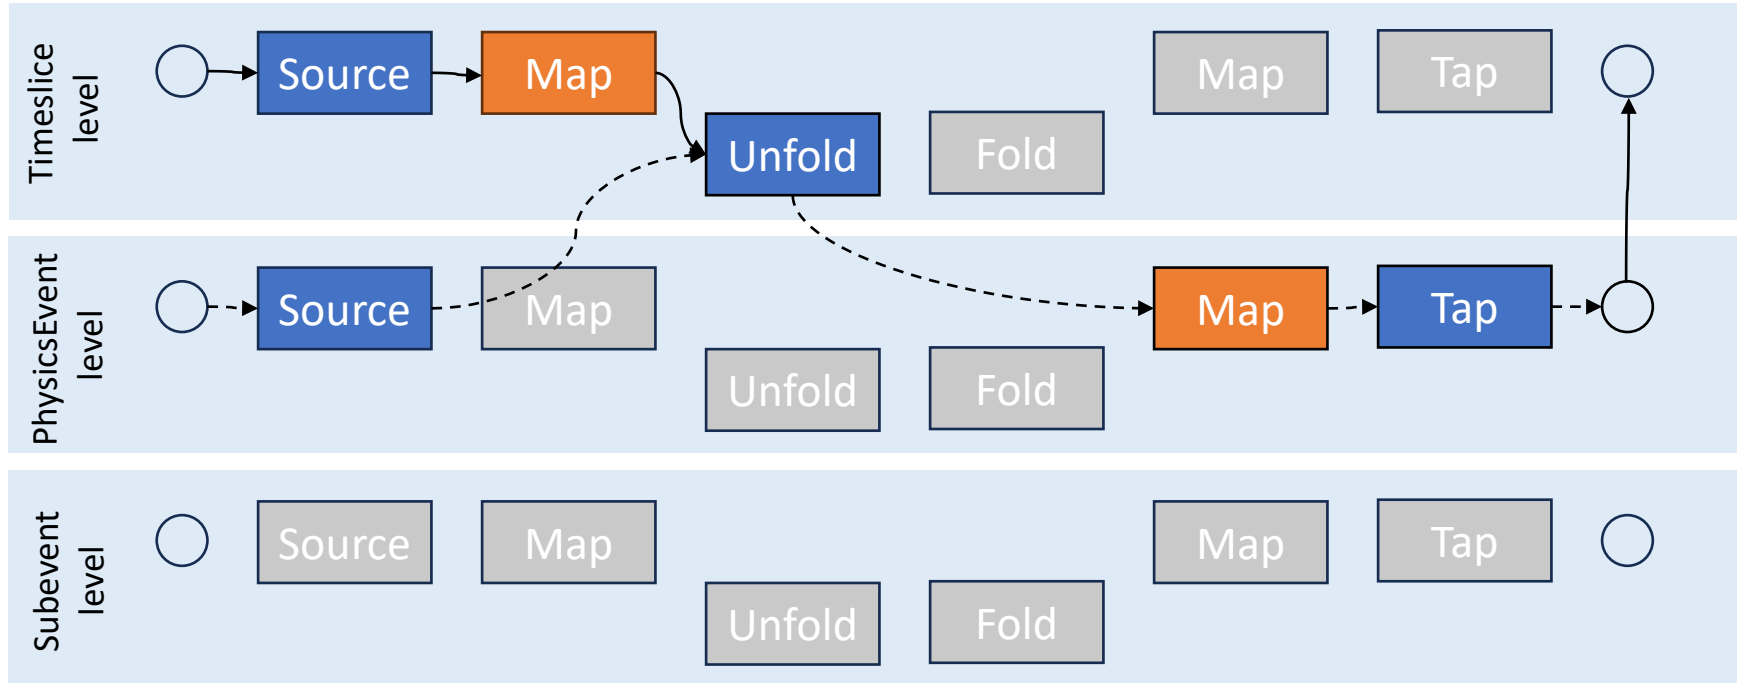 Timeslice
level
Source
Map
Unfold
Fold
Map
Tap
PhysicsEvent
level
Source
Map
Unfold
Fold
Map
Tap
Subevent
level
Source
Map
Unfold
Fold
Map
Tap